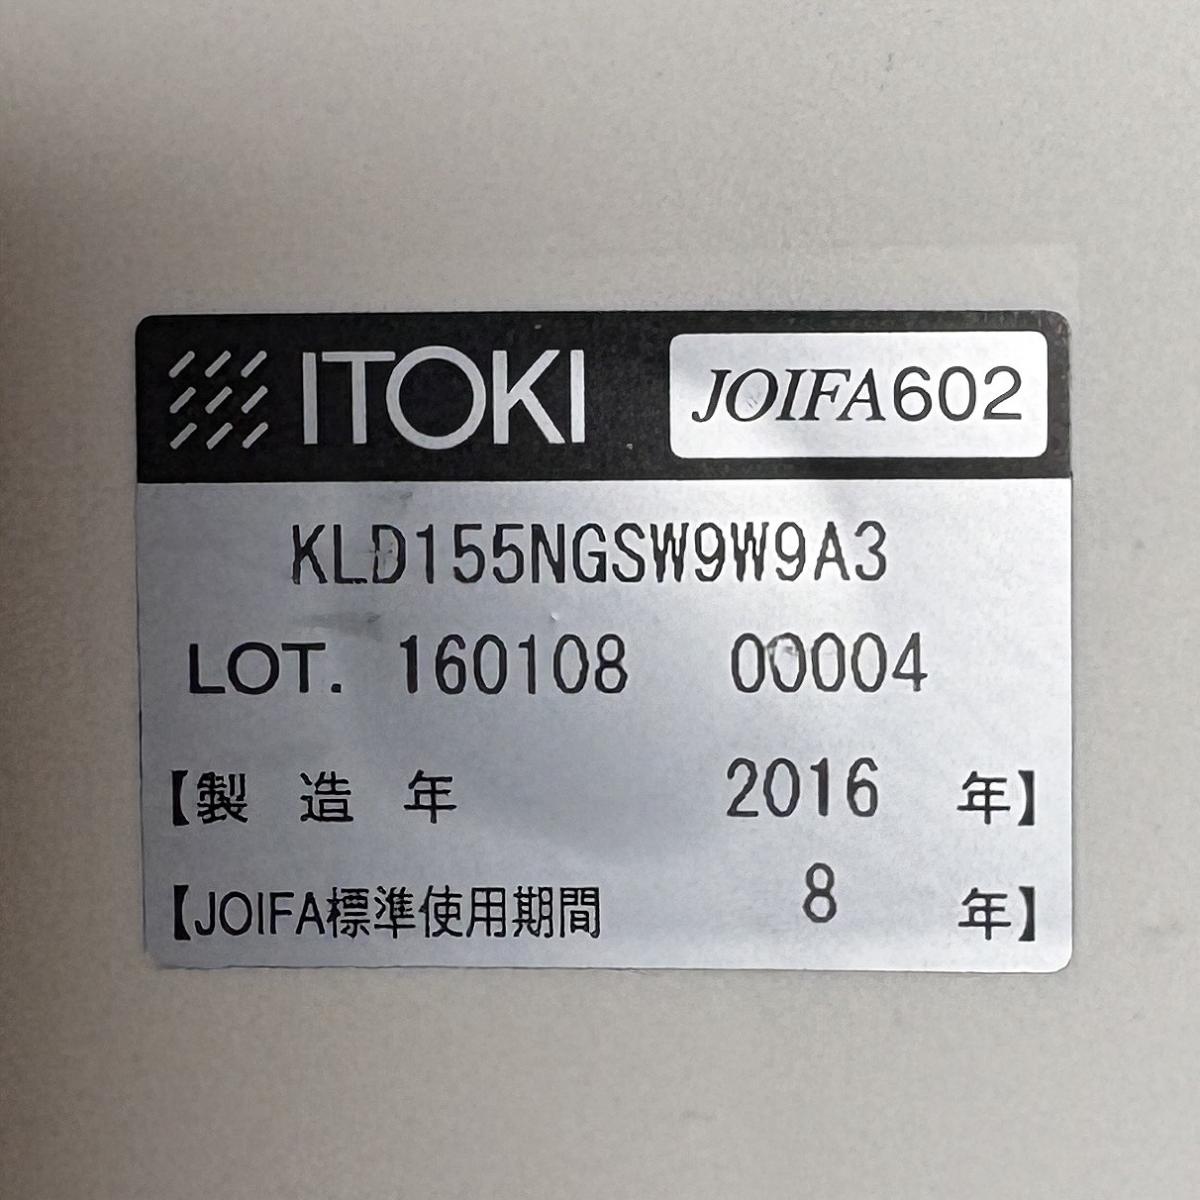 ITOKI JOIFA602
KLD155NGSW9W9A3
LOT. 160108 00004
【製造年 2016 年】
【JOIFA標準使用期間 8 年】